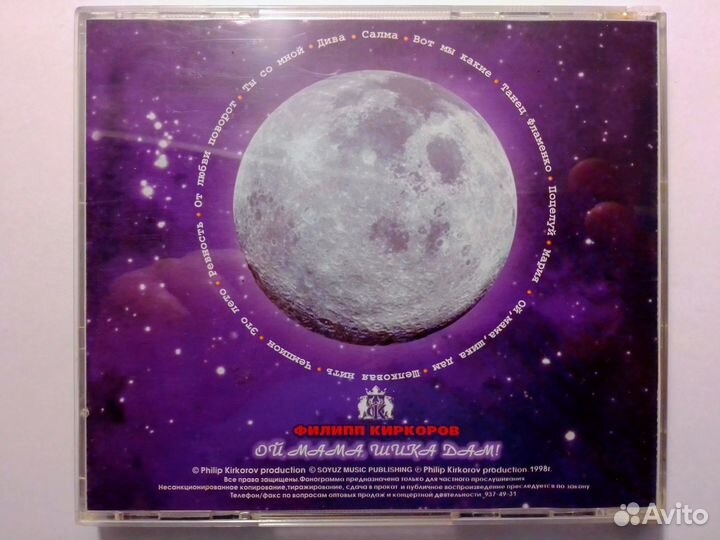 Ой,мама,шика дам • Шелковая нить • Чемпион • Это лето • Ревность • От любви поворот • Ты со мной • Дива • Салма • Вот мы какие • Танец Фламенко • Поцелуй • Мария •
ФИЛИПП КИРКОРОВ
ОЙ МАМА ШИКА ДАМ!
© Philip Kirkorov production © SOYUZ MUSIC PUBLISHING ℗ Philip Kirkorov production 1998г.
Все права защищены. Фонограмма предназначена только для частного прослушивания
Несанкционированное копирование, тиражирование, сдача в прокат и публичное воспроизведение преследуется по закону
Телефон/факс по вопросам оптовых продаж и концертной деятельности 937-49-31
Avito